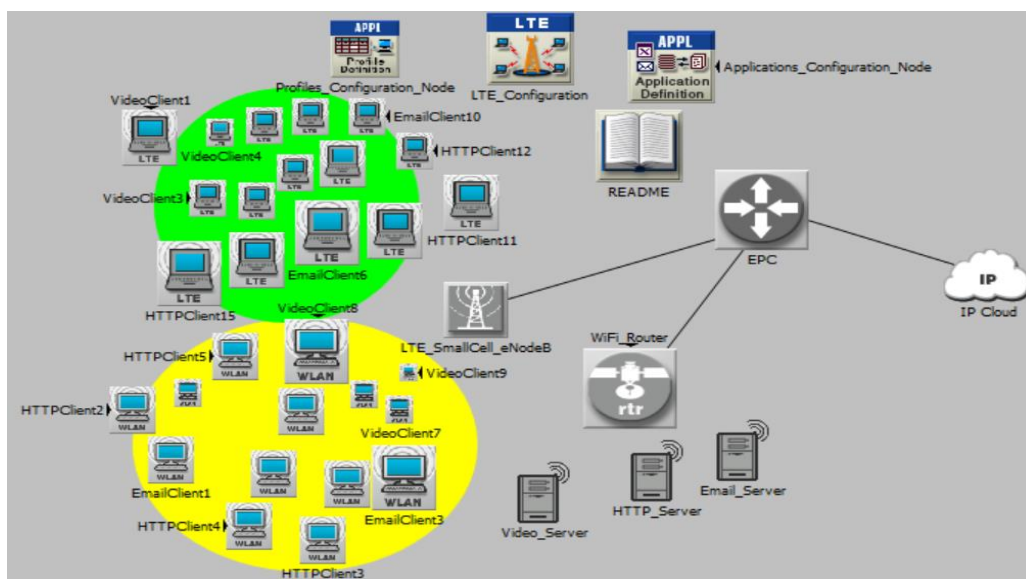 APPL
Profile
Definition
Profiles_Configuration_Node
LTE
LTE_Configuration
APPL
Application
Definition
Applications_Configuration_Node
README
VideoClient1
LTE
VideoClient4
LTE
LTE
LTE
EmailClient10
LTE
HTTPClient12
LTE
LTE
VideoClient3
LTE
LTE
LTE
HTTPClient11
LTE
EmailClient6
LTE
LTE
LTE
HTTPClient15
EPC
IP
IP Cloud
LTE_SmallCell_eNodeB
WiFi_Router
rtr
VideoClient8
WLAN
HTTPClient5
WLAN
VideoClient9
HTTPClient2
WLAN
WLAN
VideoClient7
WLAN
EmailClient1
WLAN
WLAN
WLAN
EmailClient3
HTTPClient4
WLAN
WLAN
HTTPClient3
Video_Server
HTTP_Server
Email_Server